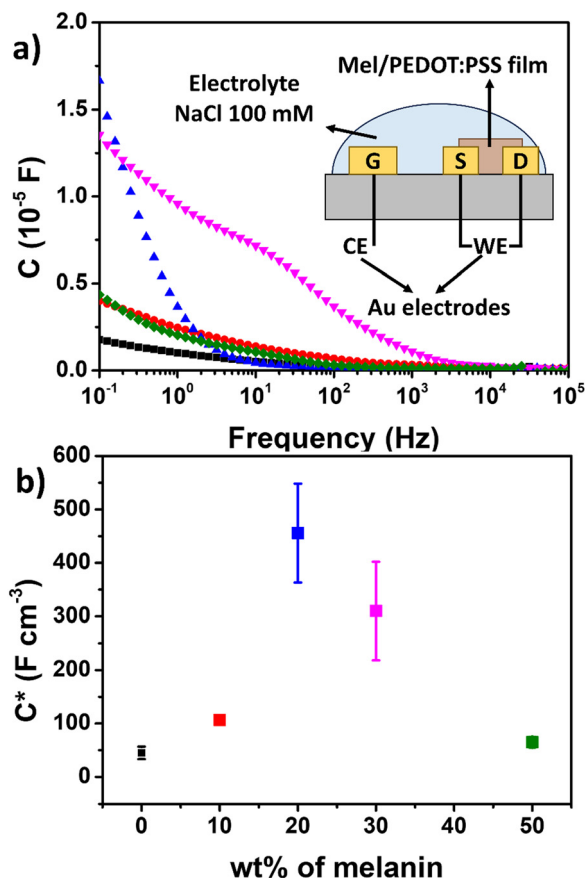 a)
C (10⁻⁵ F)
2.0
1.5
1.0
0.5
0.0
Electrolyte
NaCl 100 mM
Mel/PEDOT:PSS film
G
S
D
CE
WE
Au electrodes
10⁻¹ 10⁰ 10¹ 10² 10³ 10⁴ 10⁵
Frequency (Hz)
b)
C* (F cm⁻³)
600
500
400
300
200
100
0
0 10 20 30 40 50
wt% of melanin